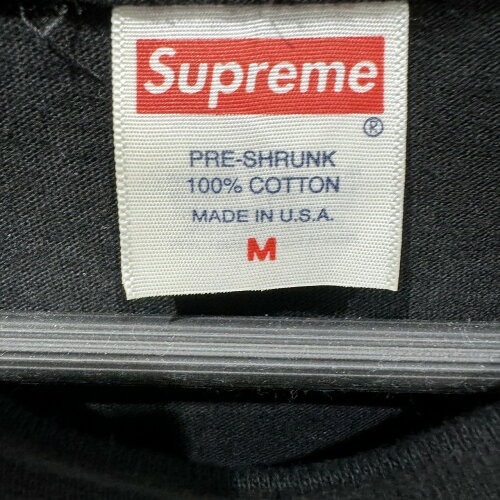 Supreme
®
PRE-SHRUNK
100% COTTON
MADE IN U.S.A.
M